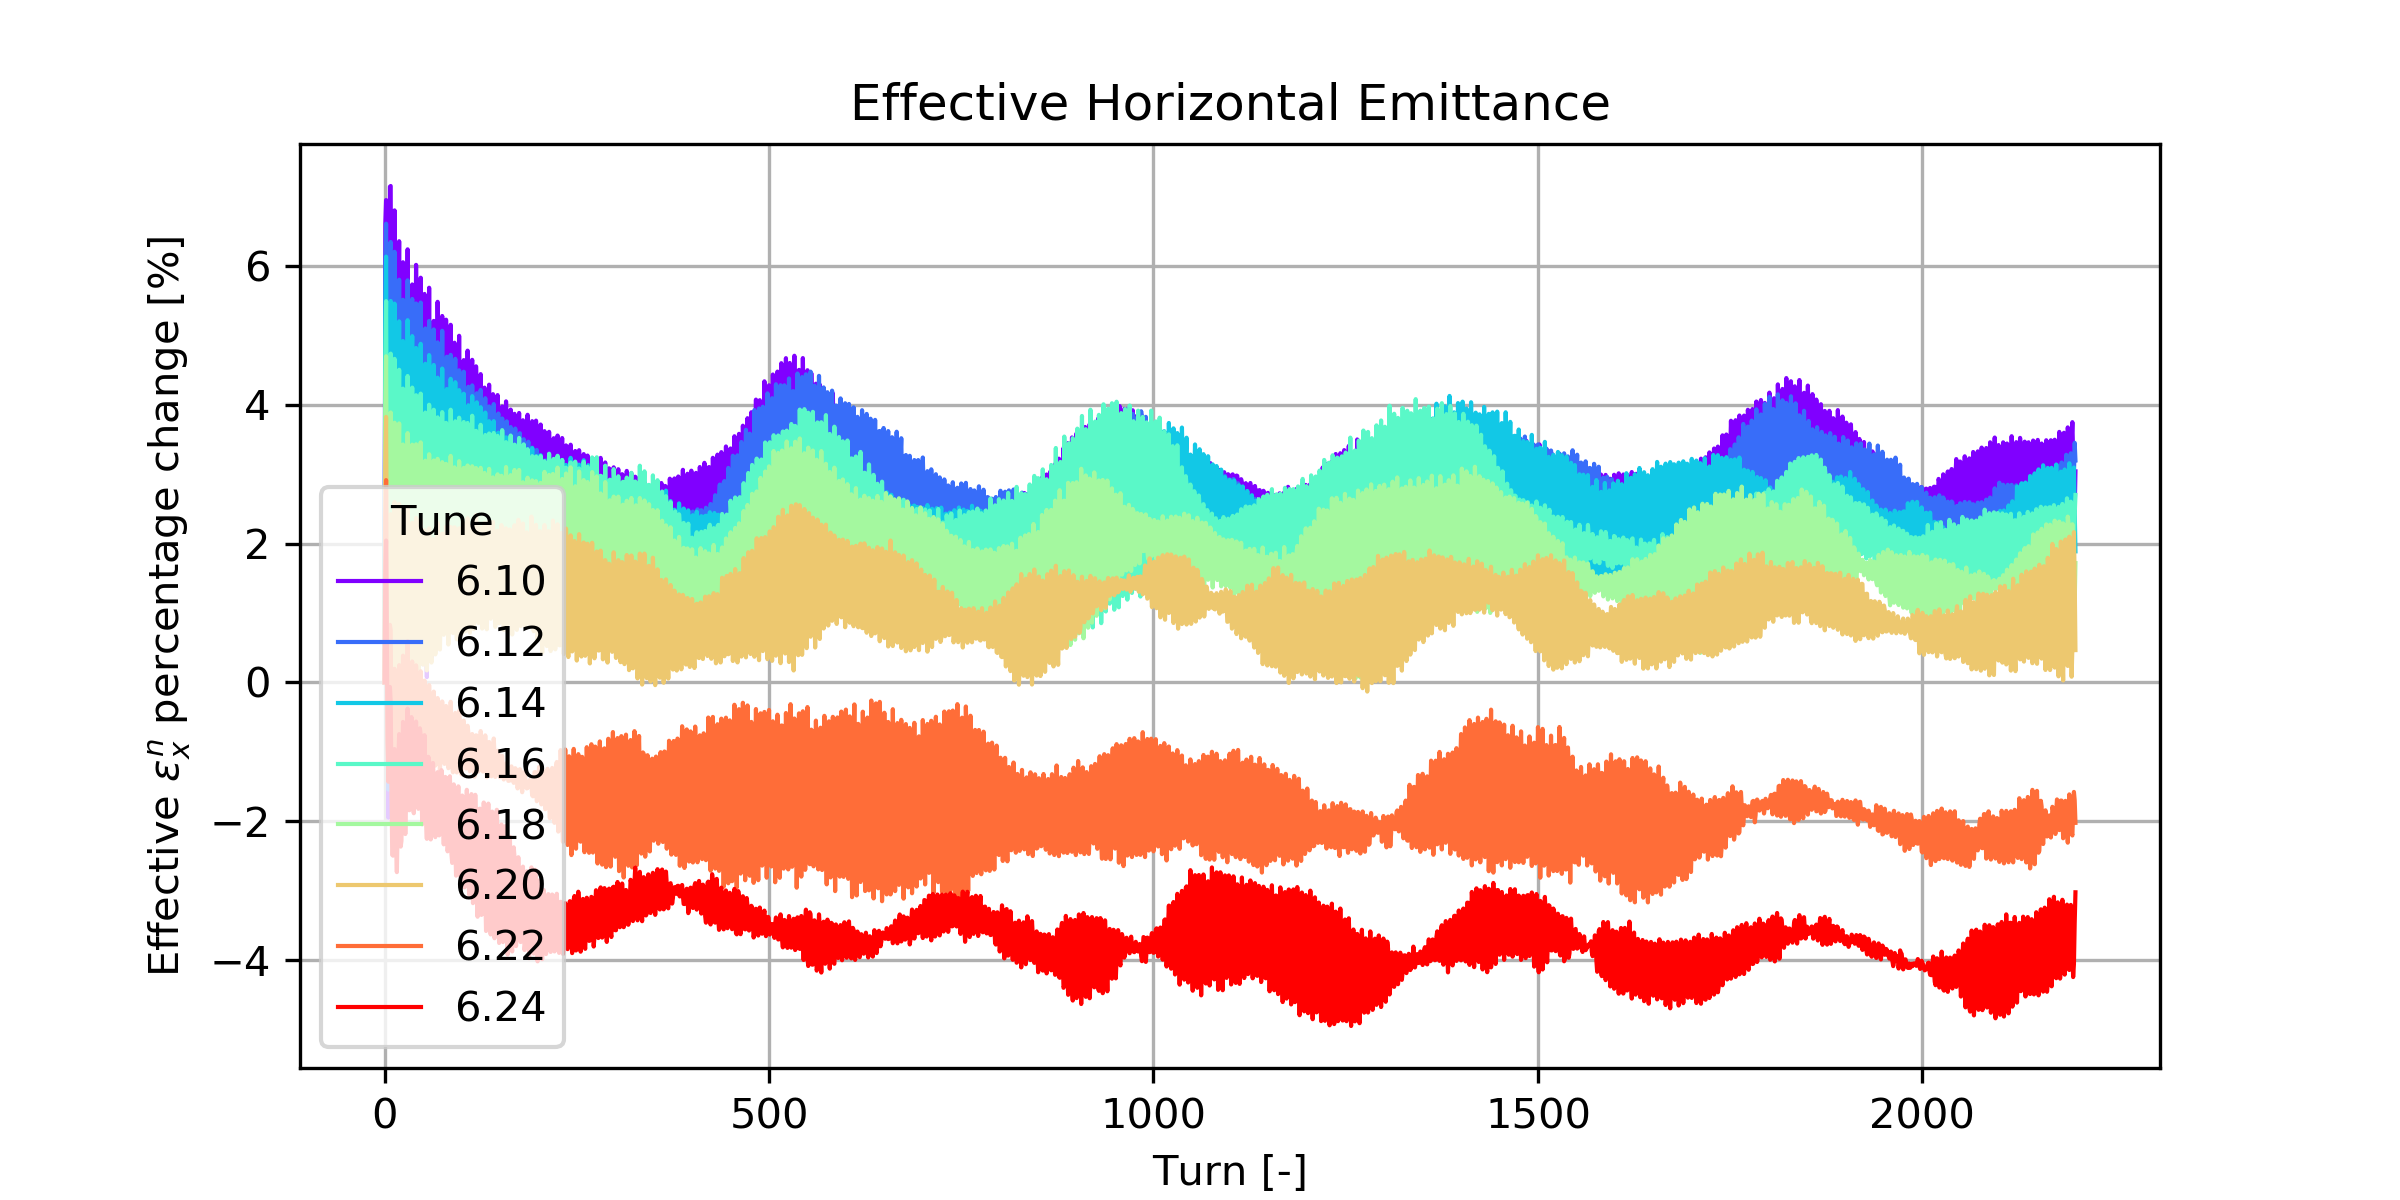 Effective Horizontal Emittance
Effective εₓⁿ percentage change [%]
6
4
2
0
−2
−4
Tune
6.10
6.12
6.14
6.16
6.18
6.20
6.22
6.24
0 500 1000 1500 2000
Turn [-]